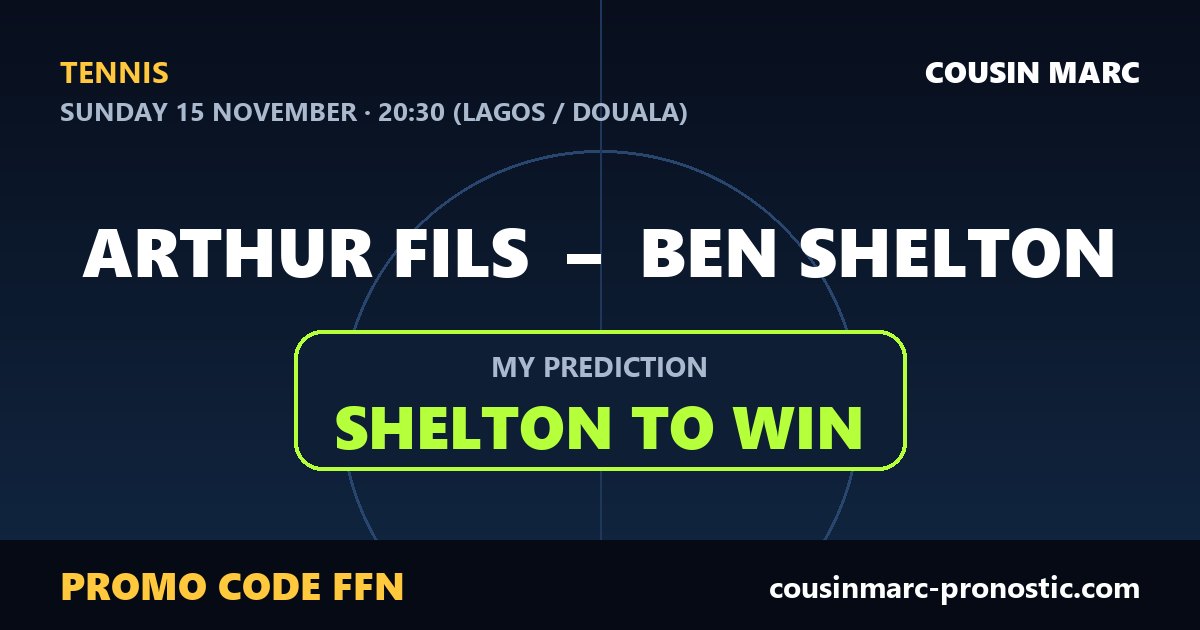 TENNIS
COUSIN MARC
SUNDAY 15 NOVEMBER · 20:30 (LAGOS / DOUALA)
ARTHUR FILS – BEN SHELTON
MY PREDICTION
SHELTON TO WIN
PROMO CODE FFN
cousinmarc-pronostic.com